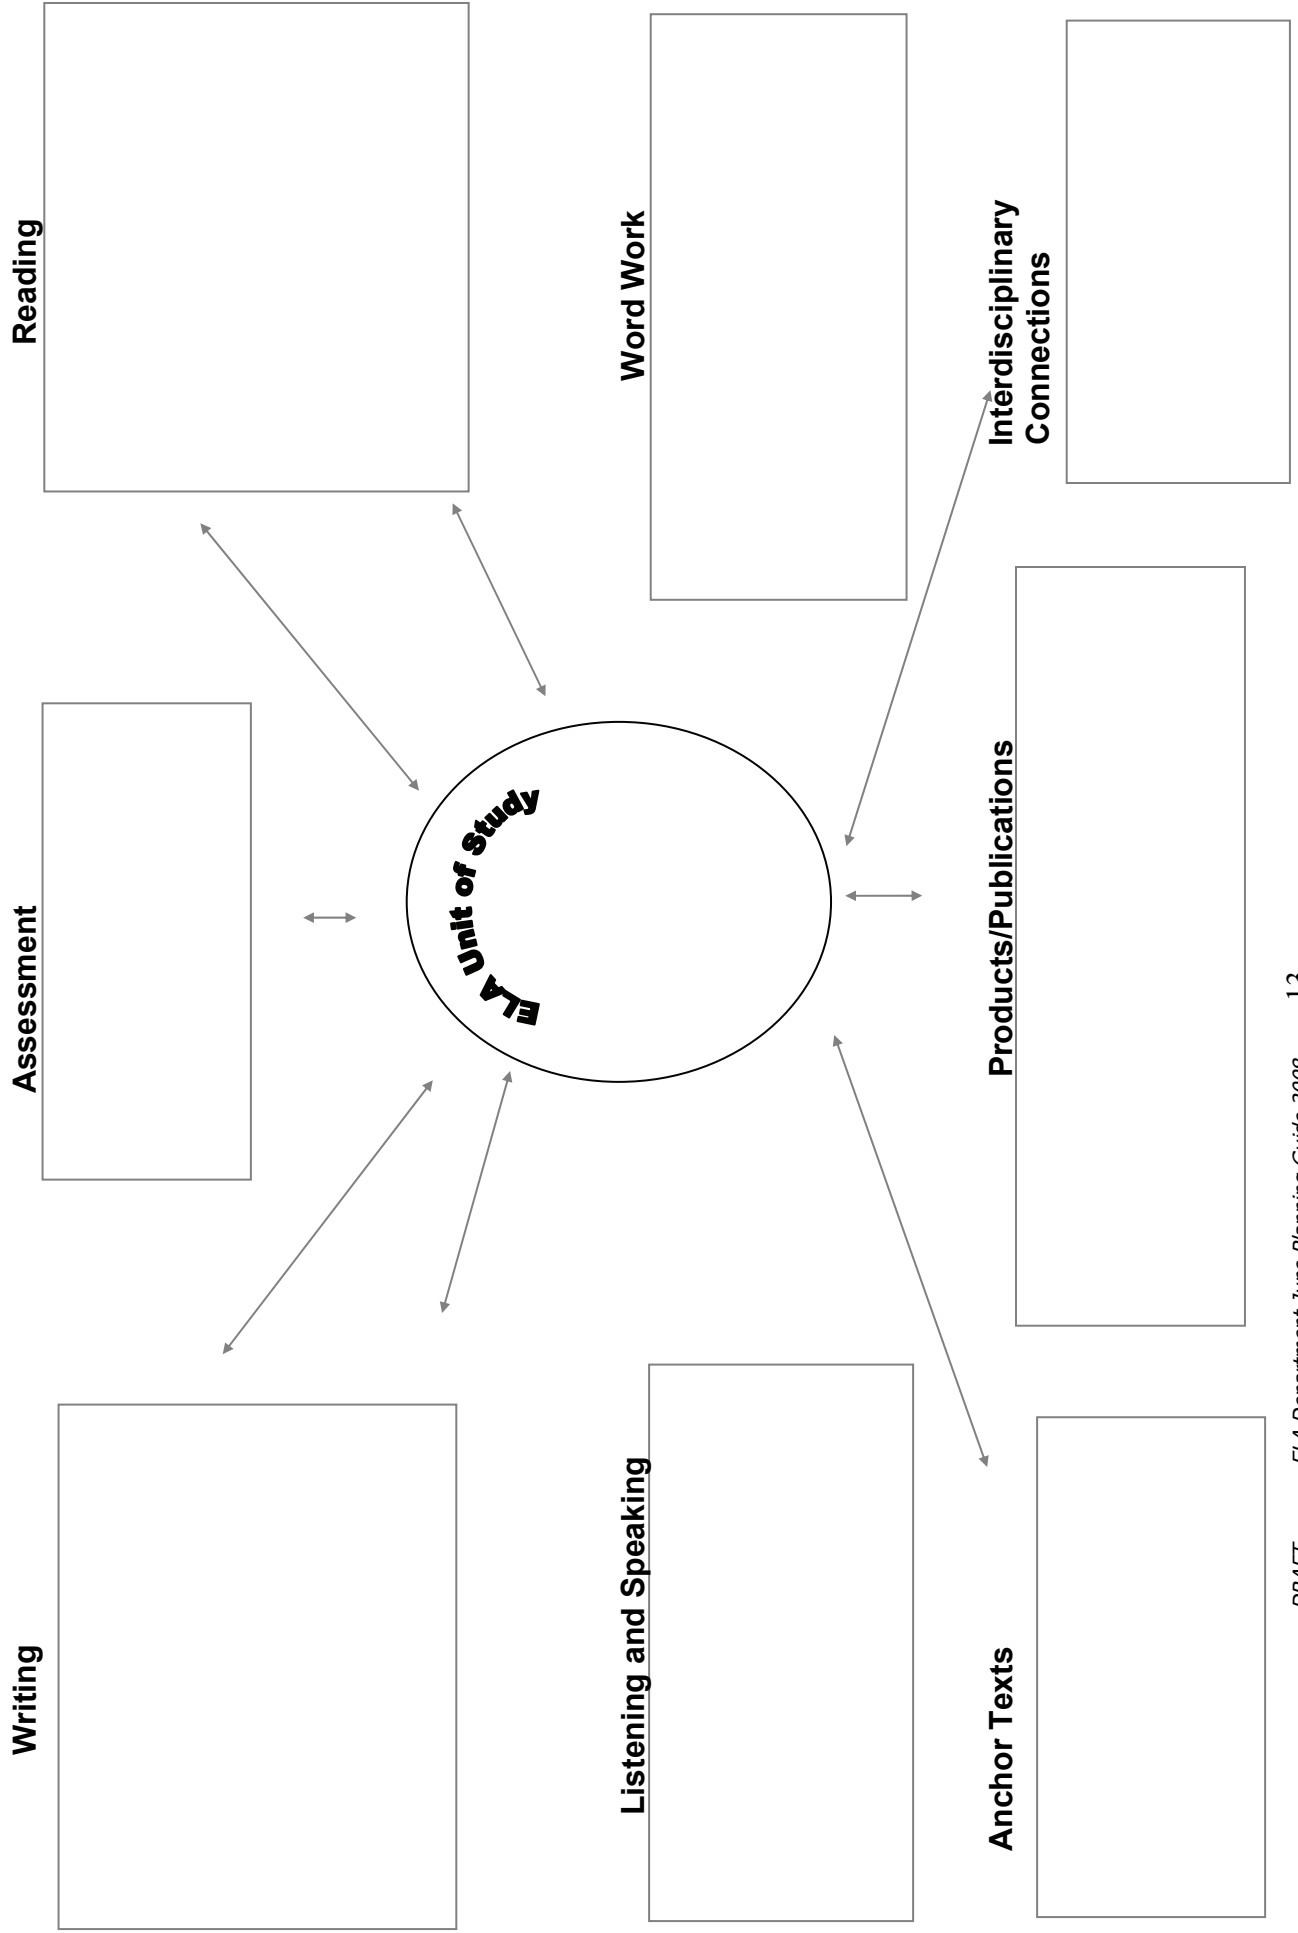 Writing
Assessment
Reading
ELA Unit of Study
Listening and Speaking
Word Work
Anchor Texts
Products/Publications
Interdisciplinary
Connections